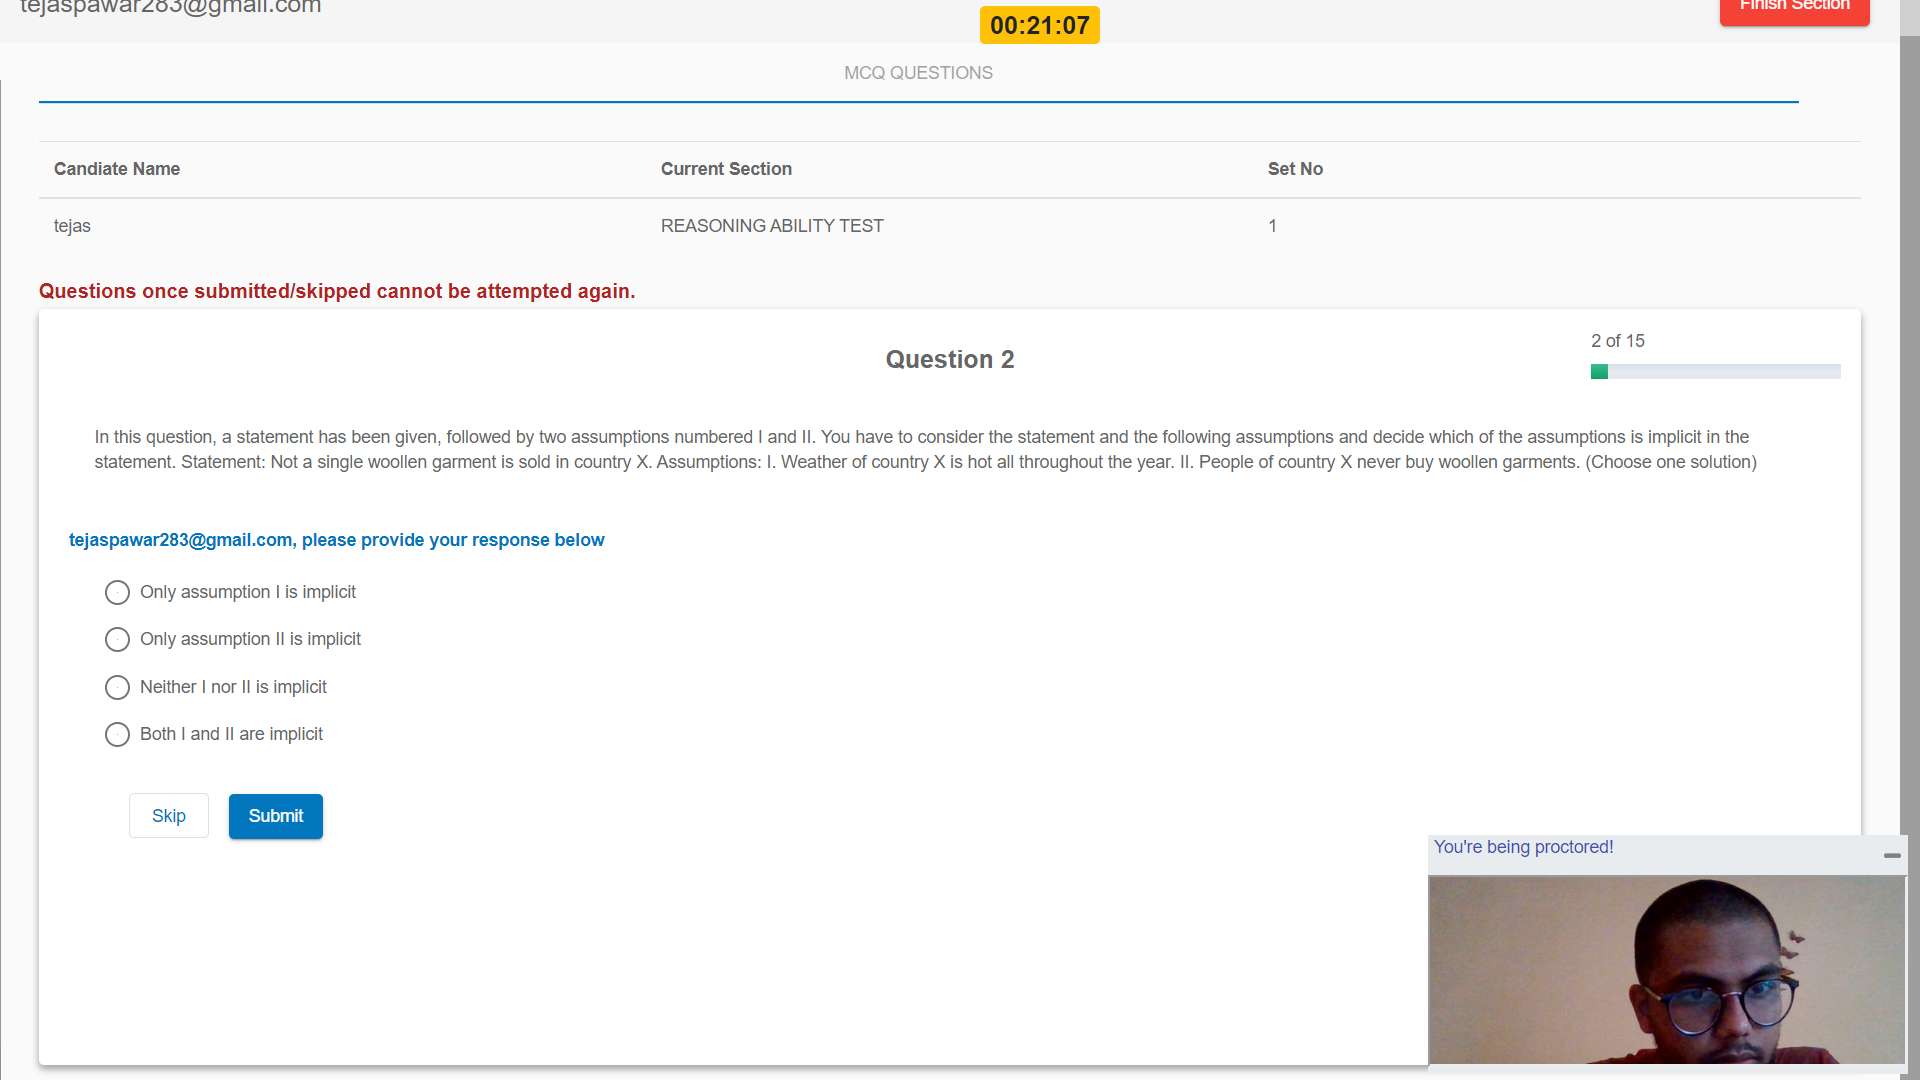 tejaspawar283@gmail.com
00:21:07
Finish Section
MCQ QUESTIONS
Candiate Name Current Section Set No
tejas REASONING ABILITY TEST 1
Questions once submitted/skipped cannot be attempted again.
2 of 15
Question 2
In this question, a statement has been given, followed by two assumptions numbered I and II. You have to consider the statement and the following assumptions and decide which of the assumptions is implicit in the
statement. Statement: Not a single woollen garment is sold in country X. Assumptions: I. Weather of country X is hot all throughout the year. II. People of country X never buy woollen garments. (Choose one solution)
tejaspawar283@gmail.com, please provide your response below
Only assumption I is implicit
Only assumption II is implicit
Neither I nor II is implicit
Both I and II are implicit
Skip Submit
You're being proctored!